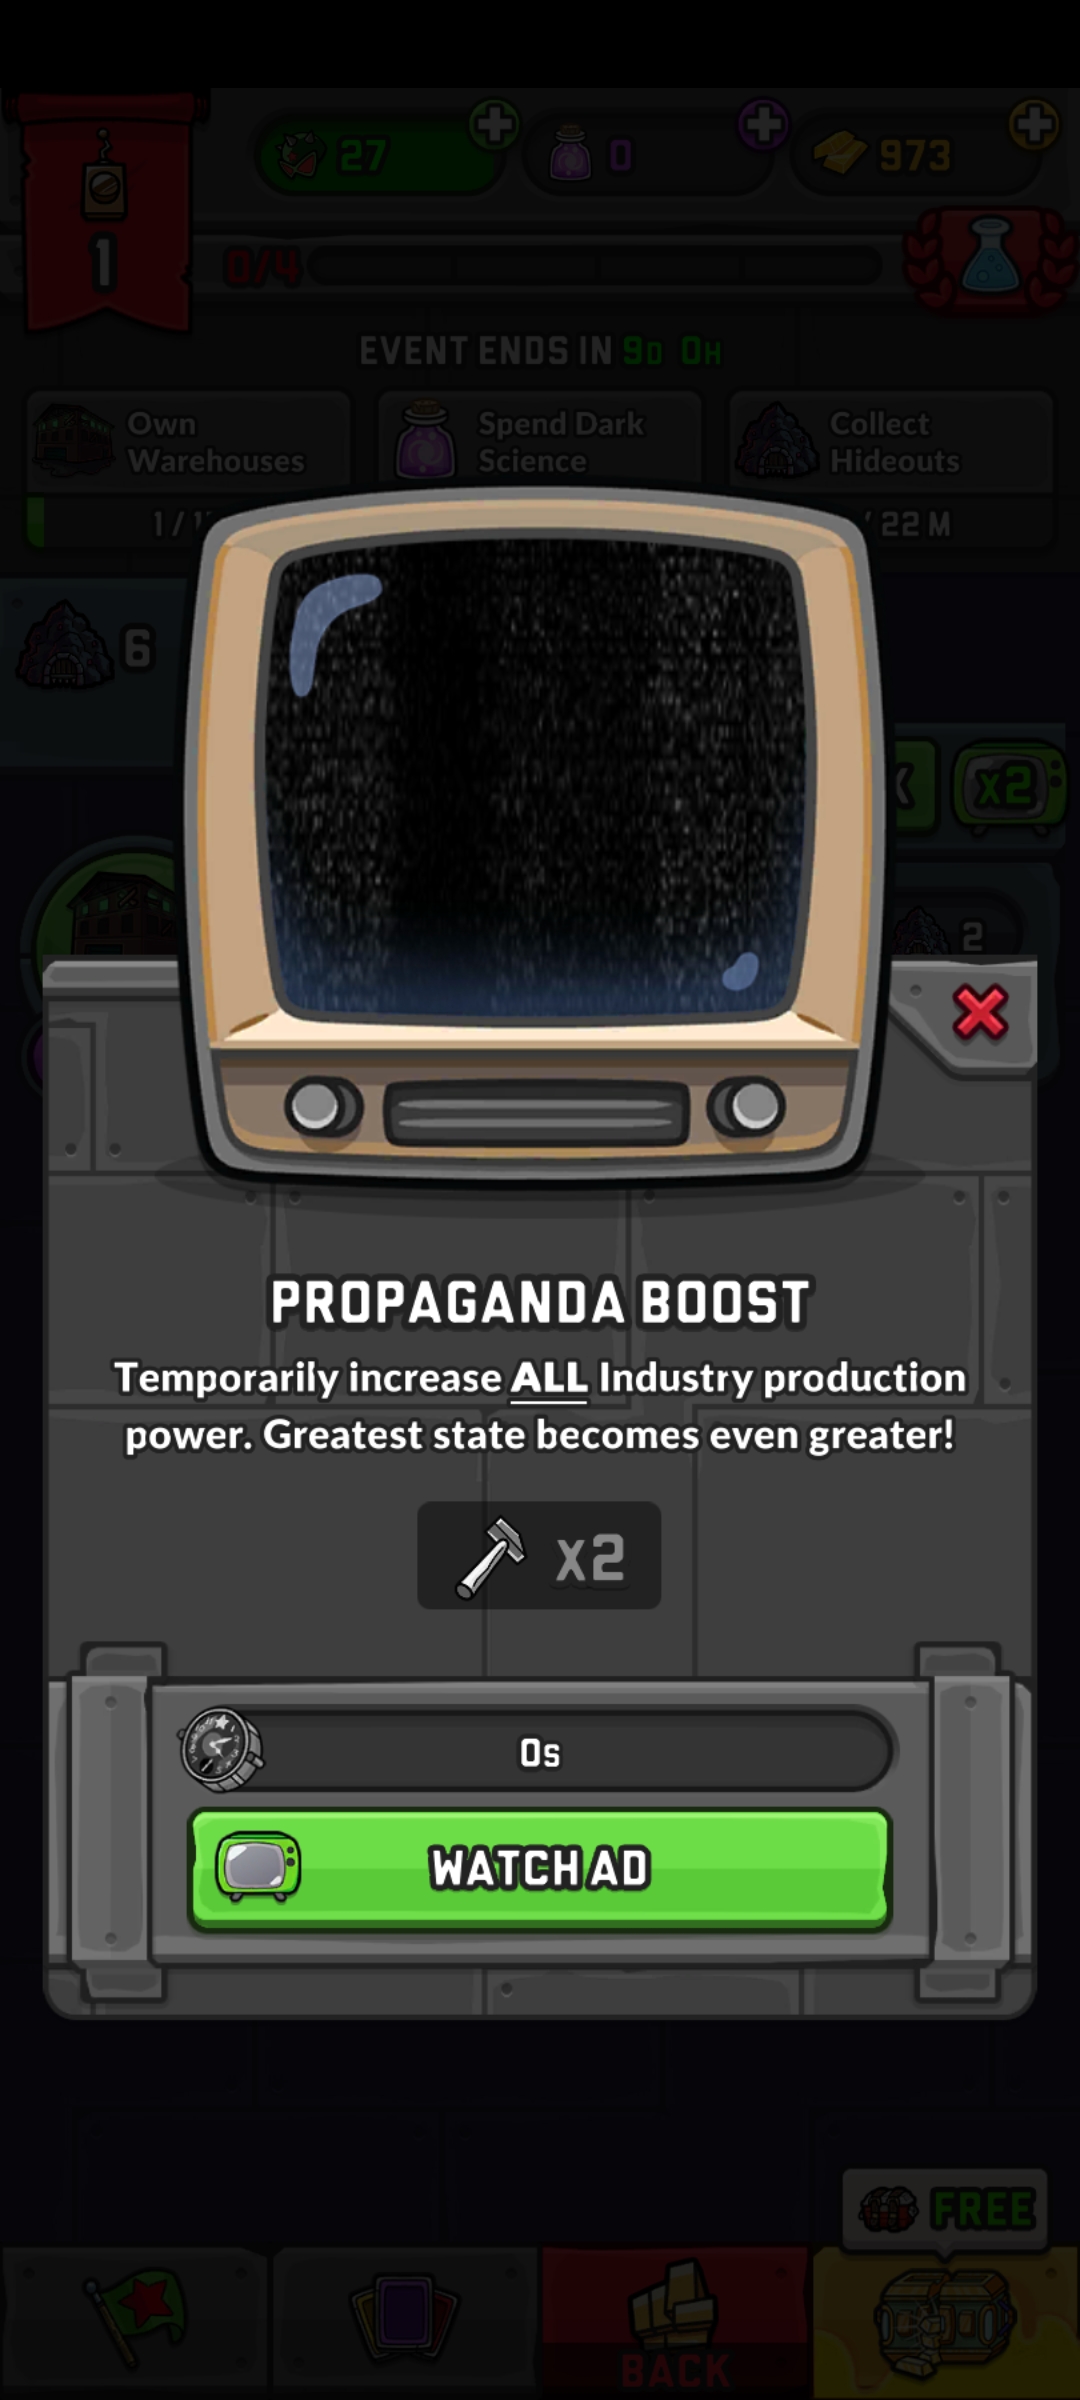 27
0
973
1
0/4
EVENT ENDS IN 9D 0H
Own
Warehouses
Spend Dark
Science
Collect
Hideouts
1 / 1
/ 22 M
6
x2
2
PROPAGANDA BOOST
Temporarily increase ALL Industry production
power. Greatest state becomes even greater!
x2
0s
WATCH AD
FREE
BACK